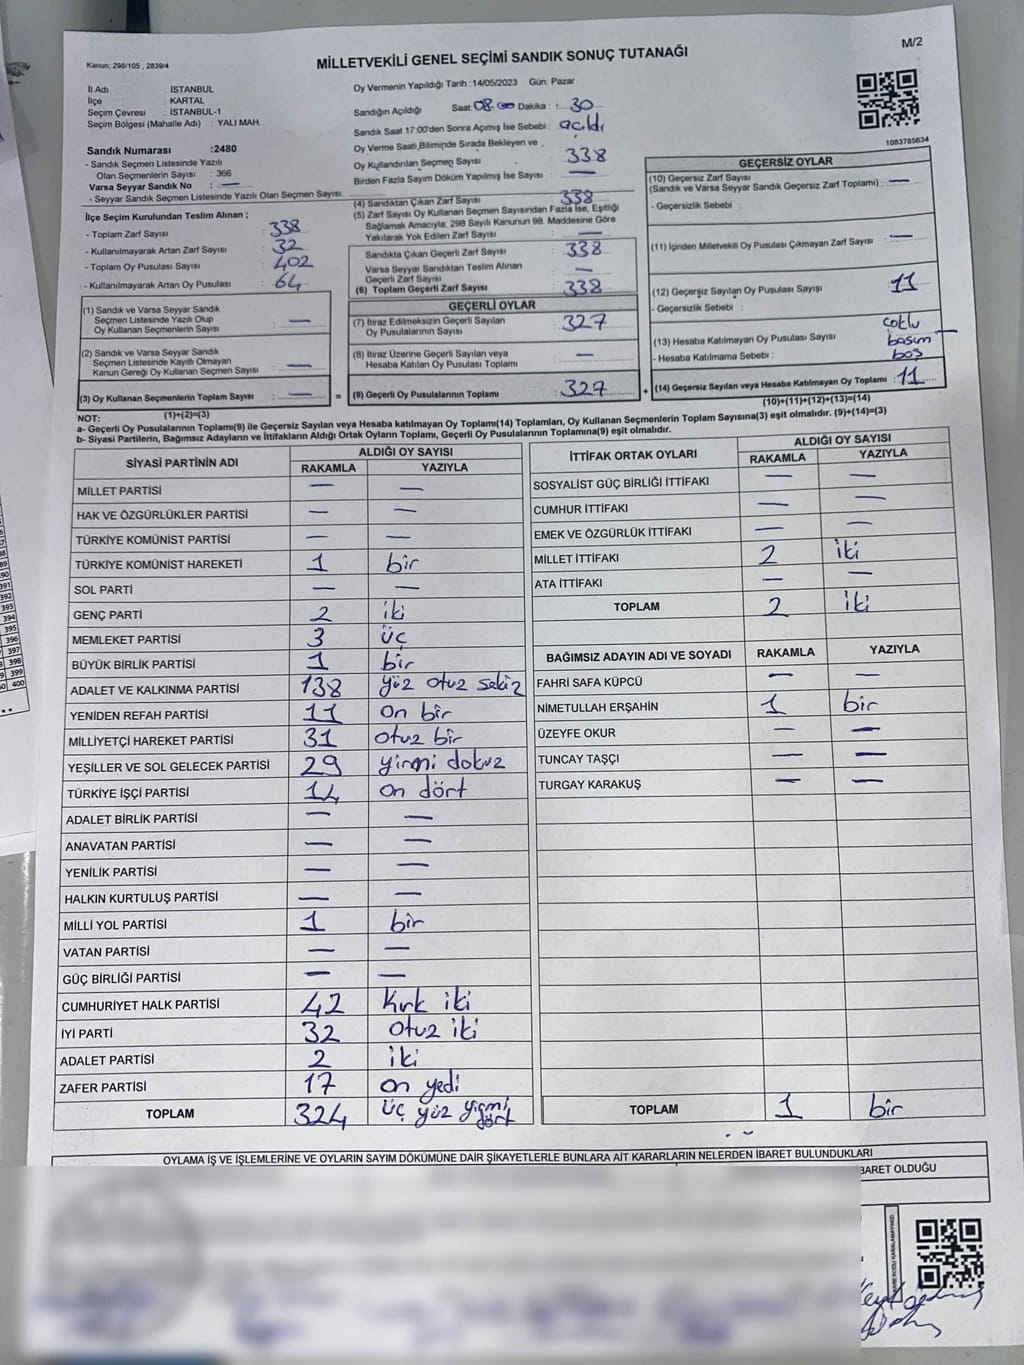 M/2
MİLLETVEKİLİ GENEL SEÇİMİ SANDIK SONUÇ TUTANAĞI
Kanun; 298/105 , 2839/4
İl Adı : İSTANBUL
İlçe : KARTAL
Seçim Çevresi : İSTANBUL-1
Seçim Bölgesi (Mahalle Adı) : YALI MAH.
Sandık Numarası :2480
- Sandık Seçmen Listesinde Yazılı
Olan Seçmenlerin Sayısı : 366
Varsa Seyyar Sandık No : —
- Seyyar Sandık Seçmen Listesinde Yazılı Olan Seçmen Sayısı:
İlçe Seçim Kurulundan Teslim Alınan ;
- Toplam Zarf Sayısı : 338
- Kullanılmayarak Artan Zarf Sayısı : 32
- Toplam Oy Pusulası Sayısı : 402
- Kullanılmayarak Artan Oy Pusulası : 64
(1) Sandık ve Varsa Seyyar Sandık
Seçmen Listesinde Yazılı Olup
Oy Kullanan Seçmenlerin Sayısı : —
(2) Sandık ve Varsa Seyyar Sandık
Seçmen Listesinde Kayıtlı Olmayan
Kanun Gereği Oy Kullanan Seçmen Sayısı : —
(3) Oy Kullanan Seçmenlerin Toplam Sayısı : —
(1)+(2)=(3)
Oy Vermenin Yapıldığı Tarih : 14/05/2023 Gün: Pazar
Sandığın Açıldığı Saat: 08.00 Dakika : 30
Sandık Saat 17:00'den Sonra Açılmış İse Sebebi : açıldı
Oy Verme Saati Bitiminde Sırada Bekleyen ve
Oy Kullandırılan Seçmen Sayısı : 338
Birden Fazla Sayım Döküm Yapılmış İse Sayısı : —
(4) Sandıktan Çıkan Zarf Sayısı : 338
(5) Zarf Sayısı Oy Kullanan Seçmen Sayısından Fazla İse, Eşitliği
Sağlamak Amacıyla, 298 Sayılı Kanunun 98. Maddesine Göre
Yakılarak Yok Edilen Zarf Sayısı : —
Sandıkta Çıkan Geçerli Zarf Sayısı : 338
Varsa Seyyar Sandıktan Teslim Alınan
Geçerli Zarf Sayısı : —
(6) Toplam Geçerli Zarf Sayısı : 338
GEÇERLİ OYLAR
(7) İtiraz Edilmeksizin Geçerli Sayılan
Oy Pusulalarının Sayısı : 327
(8) İtiraz Üzerine Geçerli Sayılan veya
Hesaba Katılan Oy Pusulası Toplamı : —
= (9) Geçerli Oy Pusulalarının Toplamı : 327
1083785634
GEÇERSİZ OYLAR
(10) Geçersiz Zarf Sayısı
(Sandık ve Varsa Seyyar Sandık Geçersiz Zarf Toplamı) : —
- Geçersizlik Sebebi :
(11) İçinden Milletvekili Oy Pusulası Çıkmayan Zarf Sayısı : —
(12) Geçersiz Sayılan Oy Pusulası Sayısı : 11
- Geçersizlik Sebebi :
çoklu
(13) Hesaba Katılmayan Oy Pusulası Sayısı : basım —
- Hesaba Katılmama Sebebi : boş
+ (14) Geçersiz Sayılan veya Hesaba Katılmayan Oy Toplamı : 11
(10)+(11)+(12)+(13)=(14)
NOT:
a- Geçerli Oy Pusulalarının Toplamı(9) ile Geçersiz Sayılan veya Hesaba katılmayan Oy Toplamı(14) Toplamları, Oy Kullanan Seçmenlerin Toplam Sayısına(3) eşit olmalıdır. (9)+(14)=(3)
b- Siyasi Partilerin, Bağımsız Adayların ve İttifakların Aldığı Ortak Oyların Toplamı, Geçerli Oy Pusulalarının Toplamına(9) eşit olmalıdır.
SİYASİ PARTİNİN ADI ALDIĞI OY SAYISI
RAKAMLA YAZIYLA
MİLLET PARTİSİ — —
HAK VE ÖZGÜRLÜKLER PARTİSİ — —
TÜRKİYE KOMÜNİST PARTİSİ — —
TÜRKİYE KOMÜNİST HAREKETİ 1 bir
SOL PARTİ — —
GENÇ PARTİ 2 iki
MEMLEKET PARTİSİ 3 üç
BÜYÜK BİRLİK PARTİSİ 1 bir
ADALET VE KALKINMA PARTİSİ 138 yüz otuz sekiz
YENİDEN REFAH PARTİSİ 11 on bir
MİLLİYETÇİ HAREKET PARTİSİ 31 otuz bir
YEŞİLLER VE SOL GELECEK PARTİSİ 29 yirmi dokuz
TÜRKİYE İŞÇİ PARTİSİ 14 on dört
ADALET BİRLİK PARTİSİ — —
ANAVATAN PARTİSİ — —
YENİLİK PARTİSİ — —
HALKIN KURTULUŞ PARTİSİ — —
MİLLİ YOL PARTİSİ 1 bir
VATAN PARTİSİ — —
GÜÇ BİRLİĞİ PARTİSİ — —
CUMHURİYET HALK PARTİSİ 42 kırk iki
İYİ PARTİ 32 otuz iki
ADALET PARTİSİ 2 iki
ZAFER PARTİSİ 17 on yedi
TOPLAM 324 üç yüz yirmi dört
İTTİFAK ORTAK OYLARI ALDIĞI OY SAYISI
RAKAMLA YAZIYLA
SOSYALİST GÜÇ BİRLİĞİ İTTİFAKI — —
CUMHUR İTTİFAKI — —
EMEK VE ÖZGÜRLÜK İTTİFAKI — —
MİLLET İTTİFAKI 2 iki
ATA İTTİFAKI — —
TOPLAM 2 iki
BAĞIMSIZ ADAYIN ADI VE SOYADI RAKAMLA YAZIYLA
FAHRİ SAFA KÜPCÜ — —
NİMETULLAH ERŞAHİN 1 bir
ÜZEYFE OKUR — —
TUNCAY TAŞÇI — —
TURGAY KARAKUŞ — —
TOPLAM 1 bir
OYLAMA İŞ VE İŞLEMLERİNE VE OYLARIN SAYIM DÖKÜMÜNE DAİR ŞİKAYETLERLE BUNLARA AİT KARARLARIN NELERDEN İBARET BULUNDUKLARI
BARET OLDUĞU
391
392
393
394
395
396
397
398
399
400